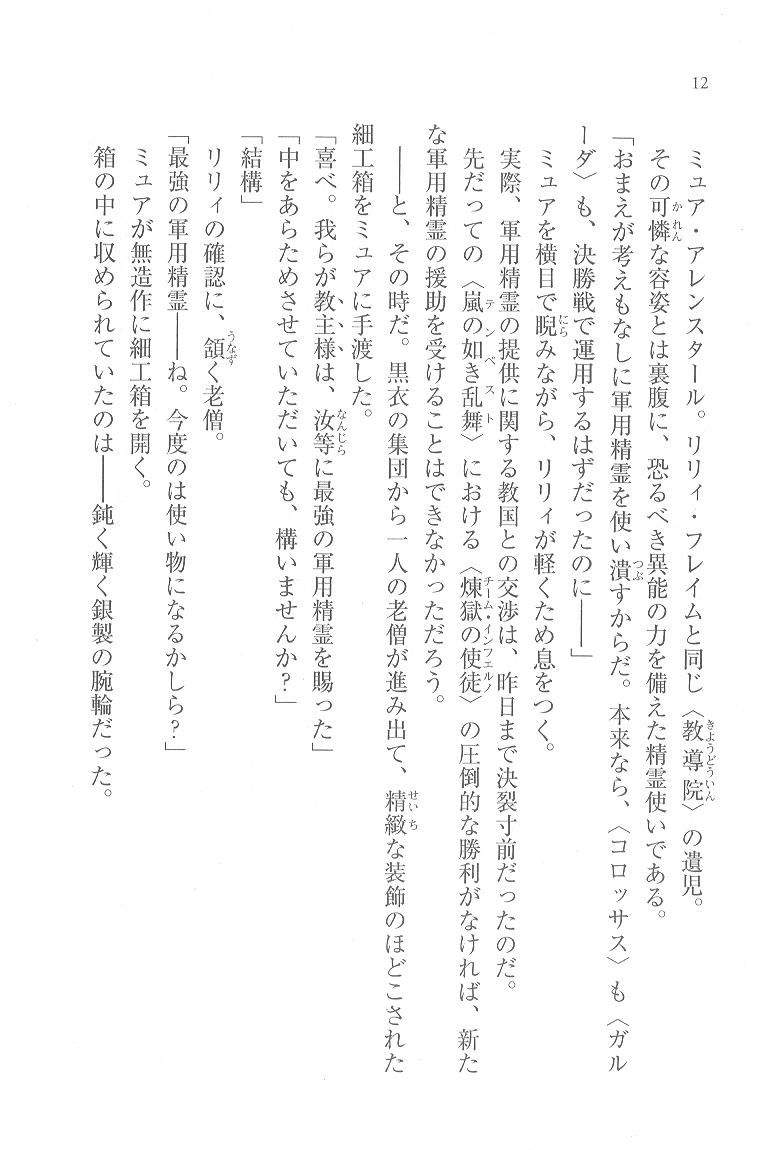 12
ミュア・アレンスタール。リリィ・フレイムと同じ〈教導院〉の遺児。
その可憐な容姿とは裏腹に、恐るべき異能の力を備えた精霊使いである。
「おまえが考えもなしに軍用精霊を使い潰すからだ。本来なら、〈コロッサス〉も〈ガル
ーダ〉も、決勝戦で運用するはずだったのに――」
ミュアを横目で睨みながら、リリィが軽くため息をつく。
実際、軍用精霊の提供に関する教国との交渉は、昨日まで決裂寸前だったのだ。
先だっての〈嵐の如き乱舞〉における〈煉獄の使徒〉の圧倒的な勝利がなければ、新た
な軍用精霊の援助を受けることはできなかっただろう。
――と、その時だ。黒衣の集団から一人の老僧が進み出て、精緻な装飾のほどこされた
細工箱をミュアに手渡した。
「喜べ。我らが教主様は、汝等に最強の軍用精霊を賜った」
「中をあらためさせていただいても、構いませんか?」
「結構」
リリィの確認に、頷く老僧。
「最強の軍用精霊――ね。今度のは使い物になるかしら?」
ミュアが無造作に細工箱を開く。
箱の中に収められていたのは――鈍く輝く銀製の腕輪だった。